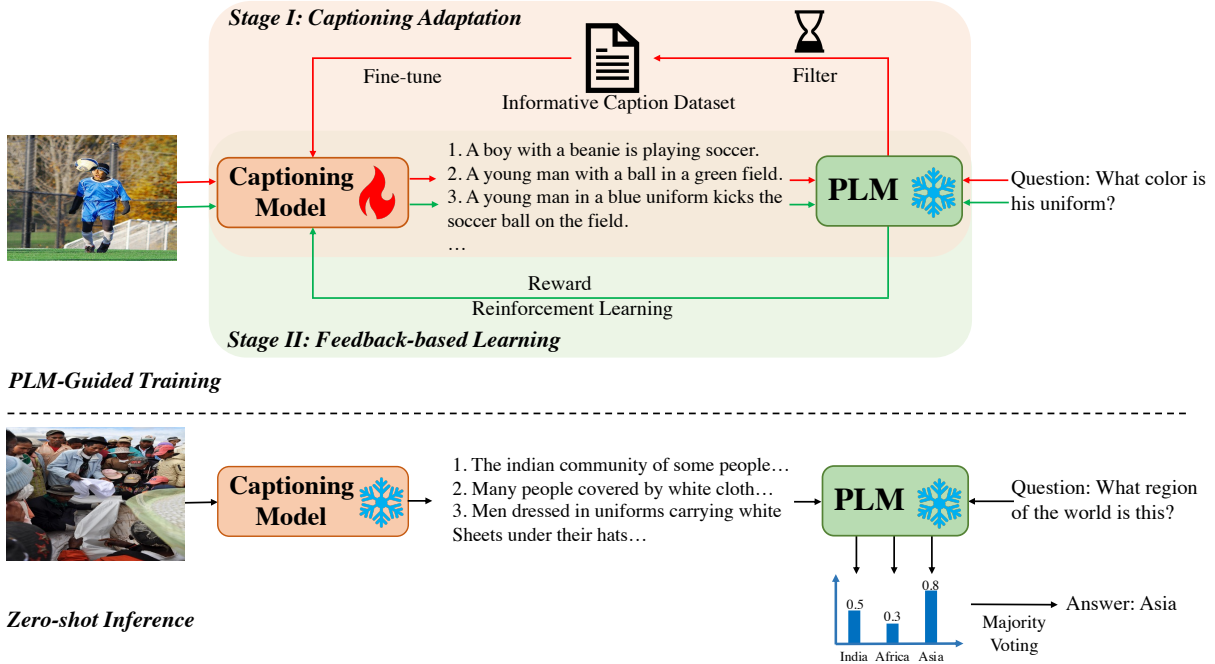 Stage I: Captioning Adaptation
Fine-tune
Filter
Informative Caption Dataset
Captioning
Model
1. A boy with a beanie is playing soccer.
2. A young man with a ball in a green field.
3. A young man in a blue uniform kicks the
soccer ball on the field.
…
PLM
Question: What color is
his uniform?
Reward
Reinforcement Learning
Stage II: Feedback-based Learning
PLM-Guided Training
Captioning
Model
1. The indian community of some people…
2. Many people covered by white cloth…
3. Men dressed in uniforms carrying white
Sheets under their hats…
PLM
Question: What region
of the world is this?
0.5
0.3
0.8
India
Africa
Asia
Majority
Voting
Answer: Asia
Zero-shot Inference